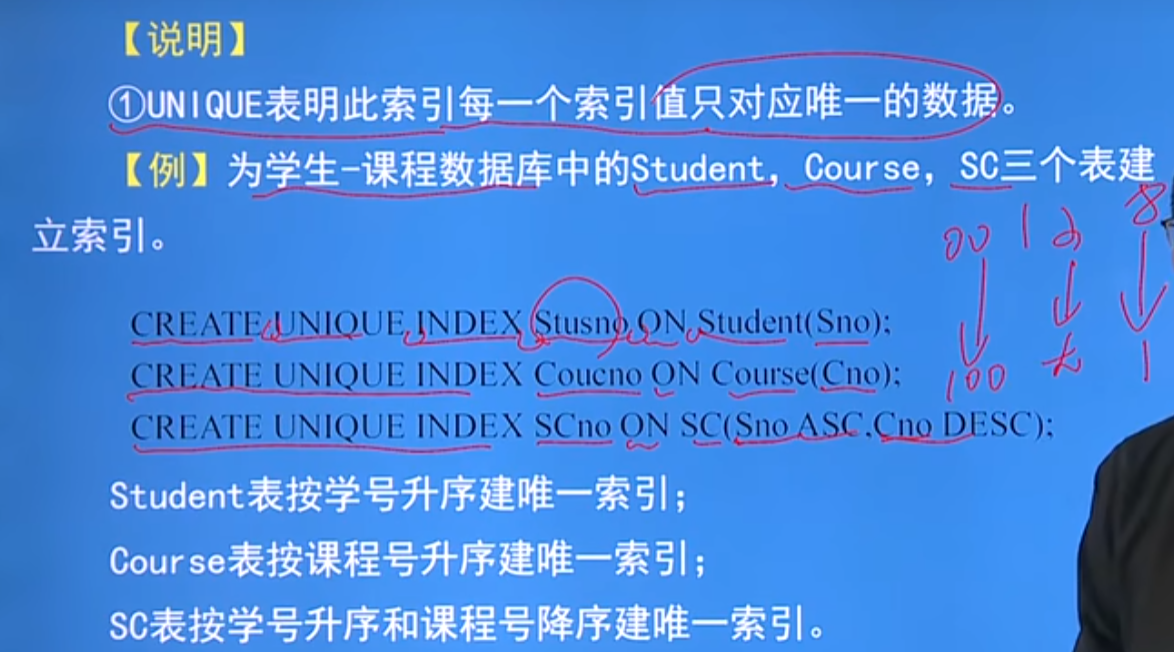 【说明】
①UNIQUE表明此索引每一个索引值只对应唯一的数据。
【例】为学生-课程数据库中的Student，Course，SC三个表建
立索引。
CREATE UNIQUE INDEX Stusno ON Student(Sno);
CREATE UNIQUE INDEX Coucno ON Course(Cno);
CREATE UNIQUE INDEX SCno ON SC(Sno ASC,Cno DESC);
Student表按学号升序建唯一索引；
Course表按课程号升序建唯一索引；
SC表按学号升序和课程号降序建唯一索引。
100
1